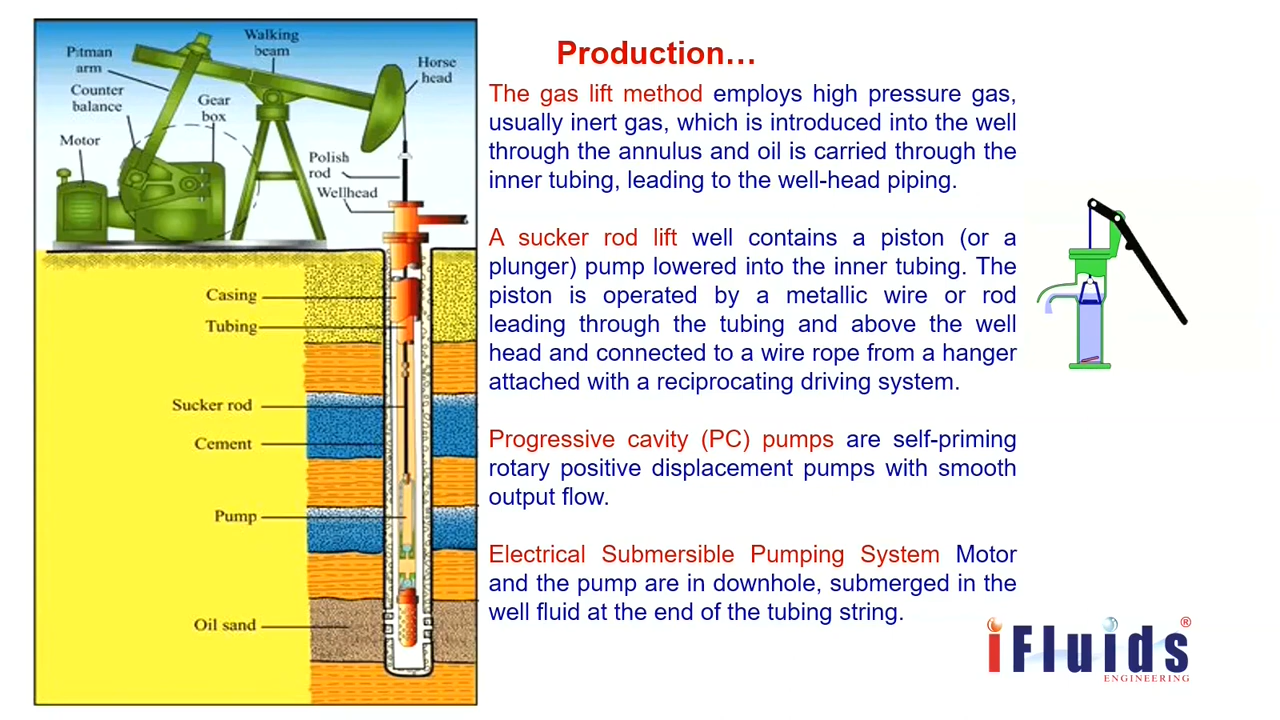 Production…
Pitman
arm
Counter
balance
Motor
Gear
box
Walking
beam
Horse
head
Polish
rod
Wellhead
Casing
Tubing
Sucker rod
Cement
Pump
Oil sand
The gas lift method employs high pressure gas,
usually inert gas, which is introduced into the well
through the annulus and oil is carried through the
inner tubing, leading to the well-head piping.
A sucker rod lift well contains a piston (or a
plunger) pump lowered into the inner tubing. The
piston is operated by a metallic wire or rod
leading through the tubing and above the well
head and connected to a wire rope from a hanger
attached with a reciprocating driving system.
Progressive cavity (PC) pumps are self-priming
rotary positive displacement pumps with smooth
output flow.
Electrical Submersible Pumping System Motor
and the pump are in downhole, submerged in the
well fluid at the end of the tubing string.
iFluids®
ENGINEERING